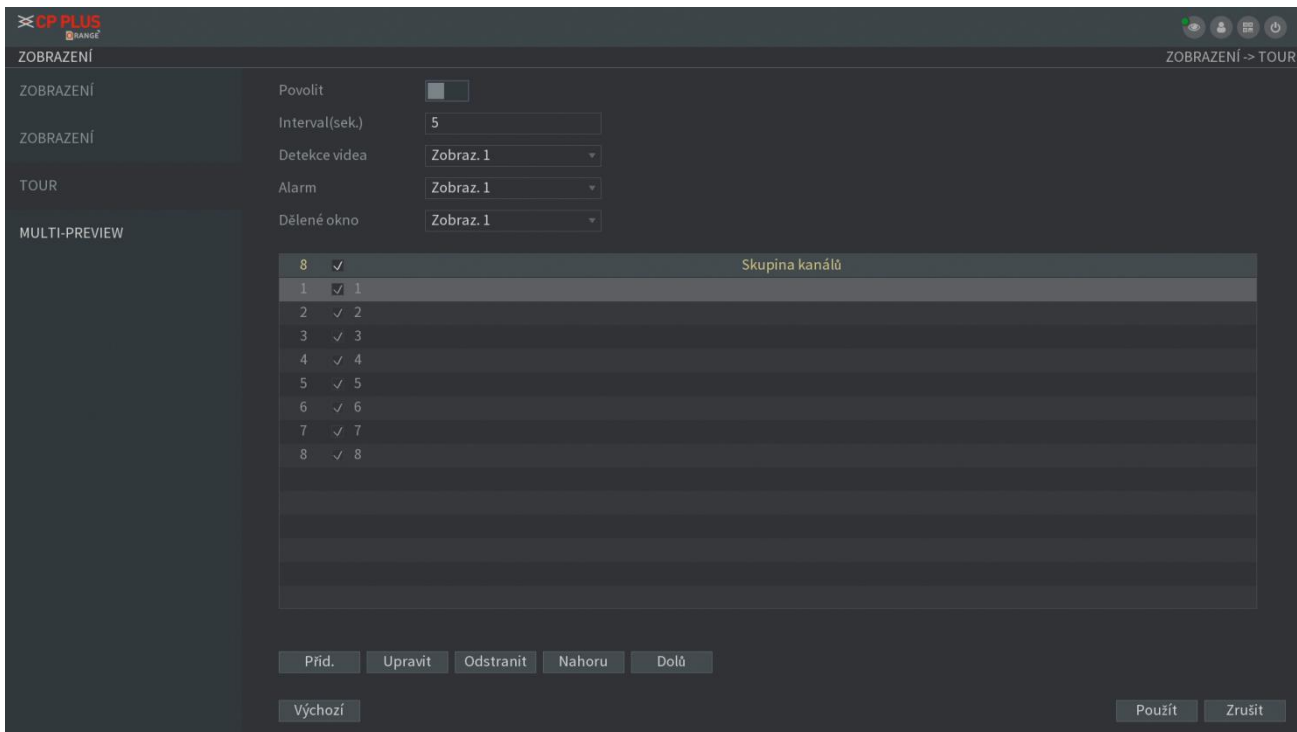 CP PLUS
ORANGE
ZOBRAZENÍ
ZOBRAZENÍ -> TOUR
ZOBRAZENÍ
ZOBRAZENÍ
TOUR
MULTI-PREVIEW
Povolit
Interval(sek.) 5
Detekce videa Zobraz. 1
Alarm Zobraz. 1
Dělené okno Zobraz. 1
8 Skupina kanálů
1 1
2 2
3 3
4 4
5 5
6 6
7 7
8 8
Přid. Upravit Odstranit Nahoru Dolů
Výchozí Použít Zrušit